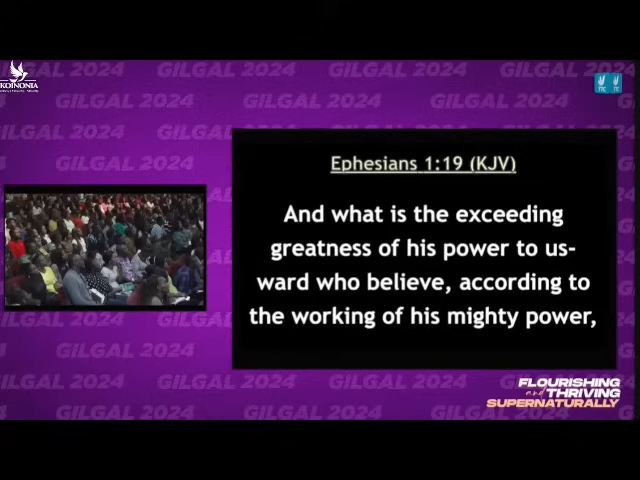 KOINONIA
GILGAL 2024
Ephesians 1:19 (KJV)
And what is the exceeding
greatness of his power to us-
ward who believe, according to
the working of his mighty power,
FLOURISHING
and THRIVING
SUPERNATURALLY